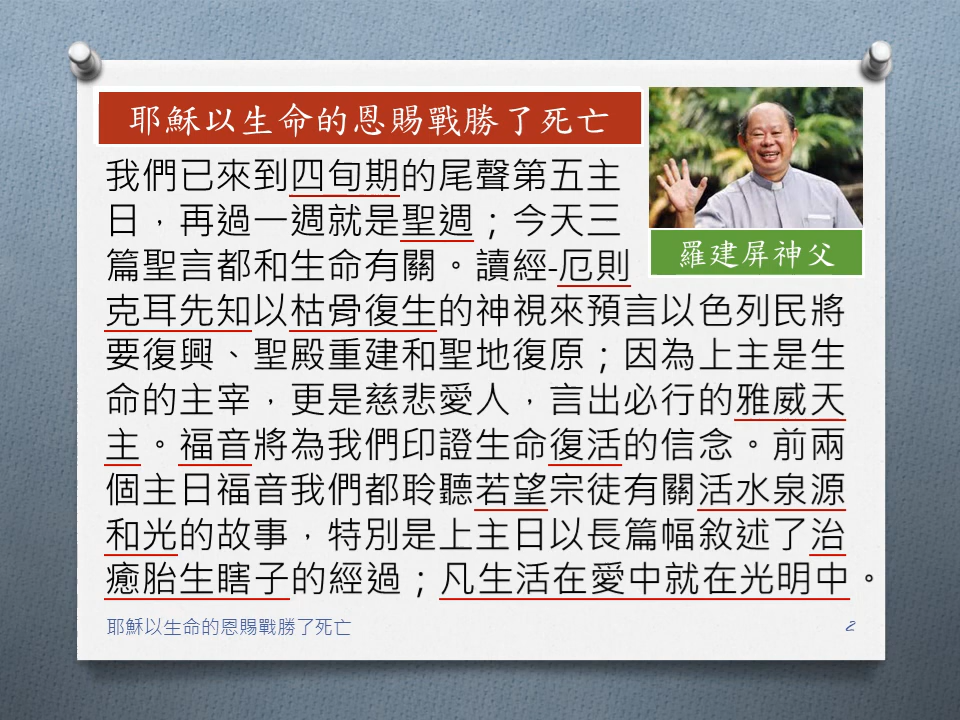 耶穌以生命的恩賜戰勝了死亡
羅建屏神父
我們已來到四旬期的尾聲第五主
日，再過一週就是聖週；今天三
篇聖言都和生命有關。讀經-厄則
克耳先知以枯骨復生的神視來預言以色列民將
要復興、聖殿重建和聖地復原；因為上主是生
命的主宰，更是慈悲愛人，言出必行的雅威天
主。福音將為我們印證生命復活的信念。前兩
個主日福音我們都聆聽若望宗徒有關活水泉源
和光的故事，特別是上主日以長篇幅敘述了治
癒胎生瞎子的經過；凡生活在愛中就在光明中。
耶穌以生命的恩賜戰勝了死亡
2